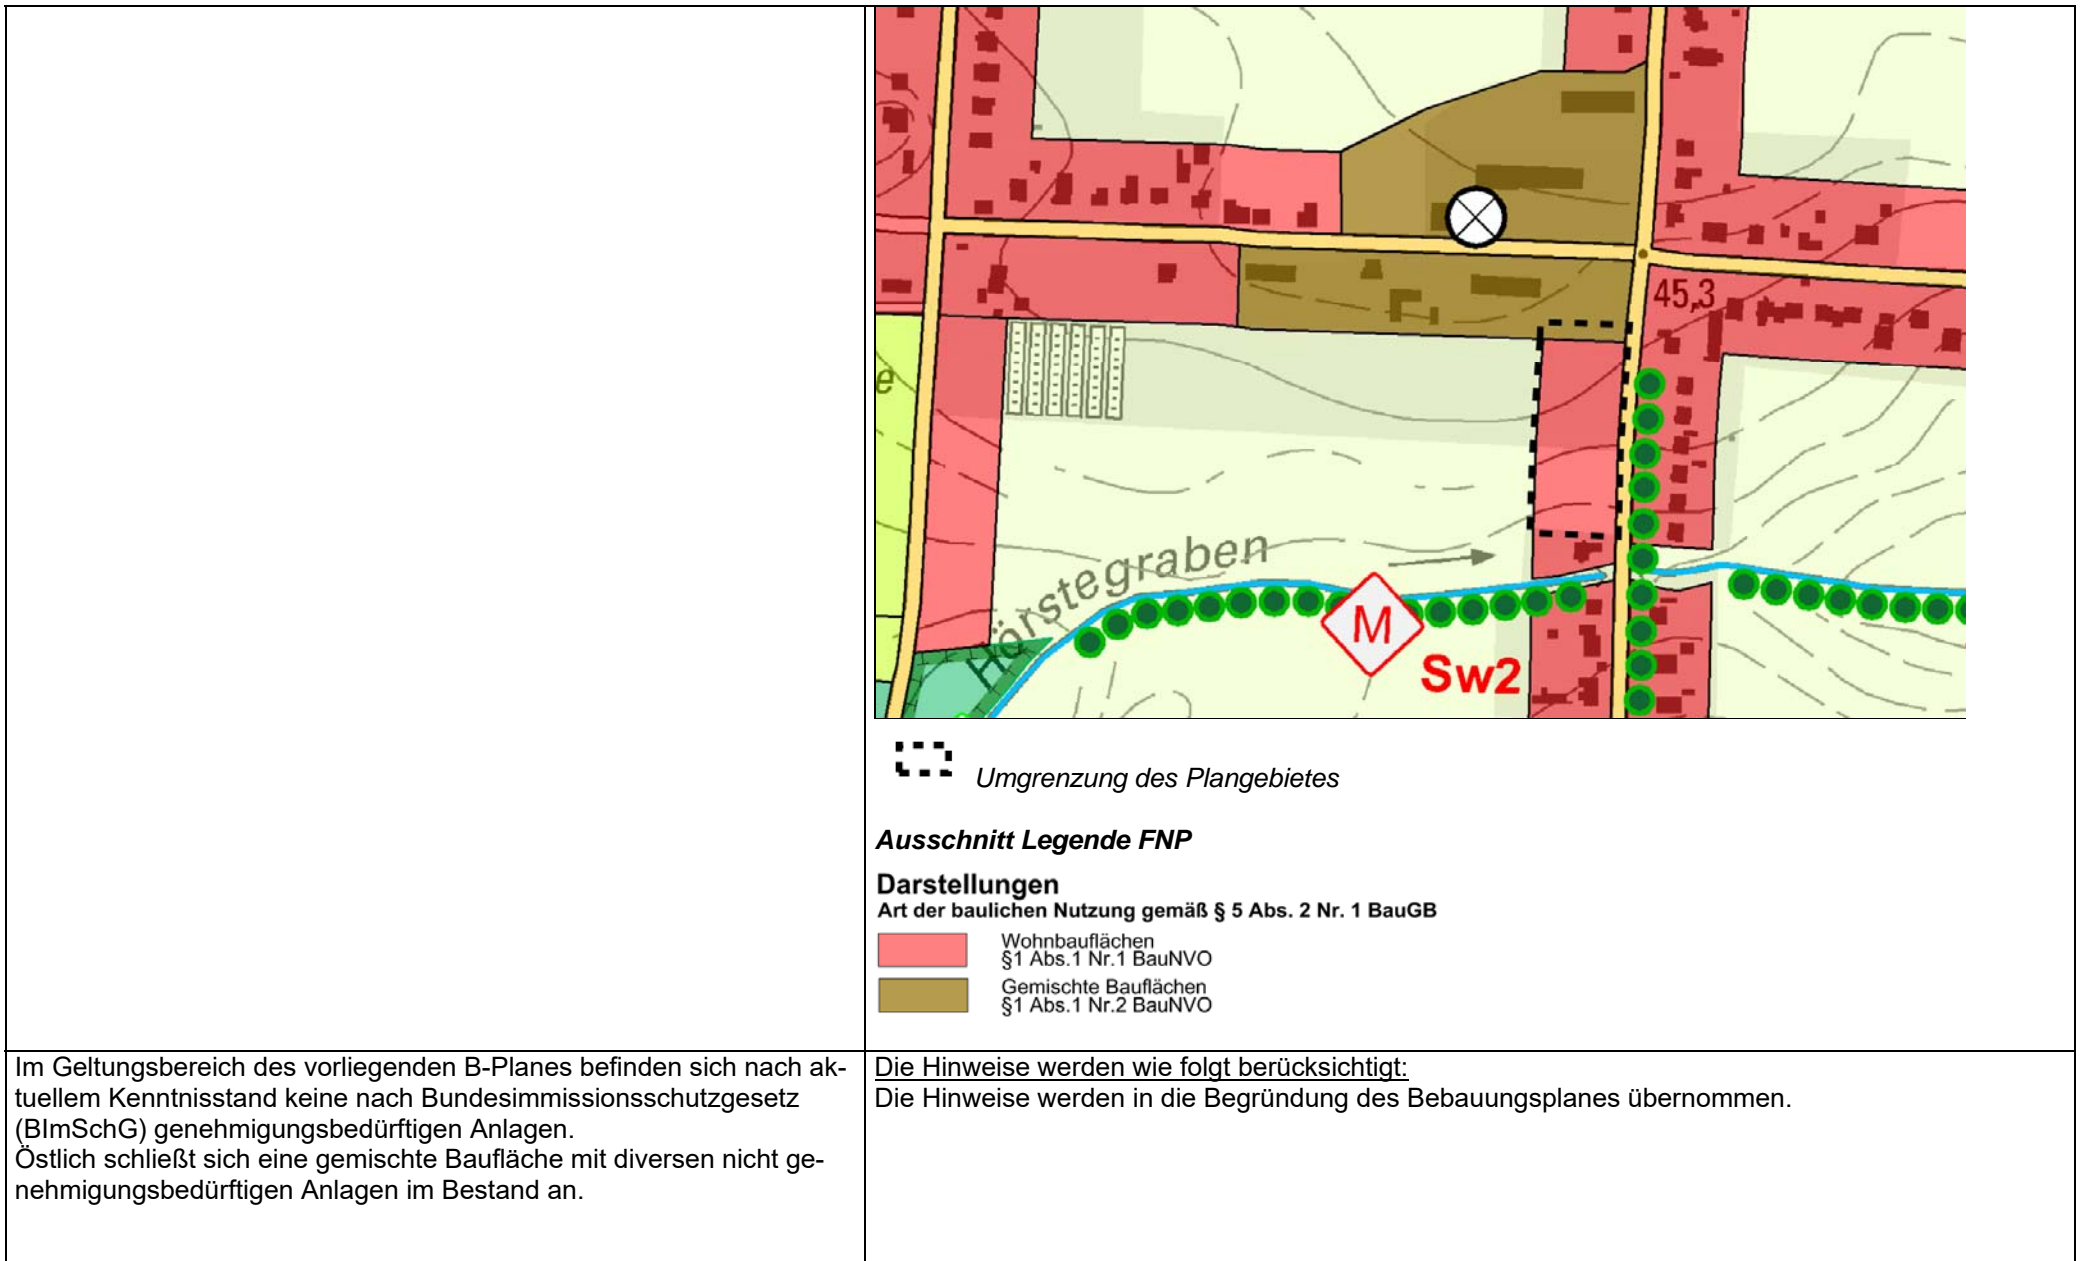 45,3
e
Hörstegraben
M
Sw2
Umgrenzung des Plangebietes
Ausschnitt Legende FNP
Darstellungen
Art der baulichen Nutzung gemäß § 5 Abs. 2 Nr. 1 BauGB
Wohnbauflächen
§1 Abs.1 Nr.1 BauNVO
Gemischte Bauflächen
§1 Abs.1 Nr.2 BauNVO
Im Geltungsbereich des vorliegenden B-Planes befinden sich nach ak-
tuellem Kenntnisstand keine nach Bundesimmissionsschutzgesetz
(BImSchG) genehmigungsbedürftigen Anlagen.
Östlich schließt sich eine gemischte Baufläche mit diversen nicht ge-
nehmigungsbedürftigen Anlagen im Bestand an.
Die Hinweise werden wie folgt berücksichtigt:
Die Hinweise werden in die Begründung des Bebauungsplanes übernommen.